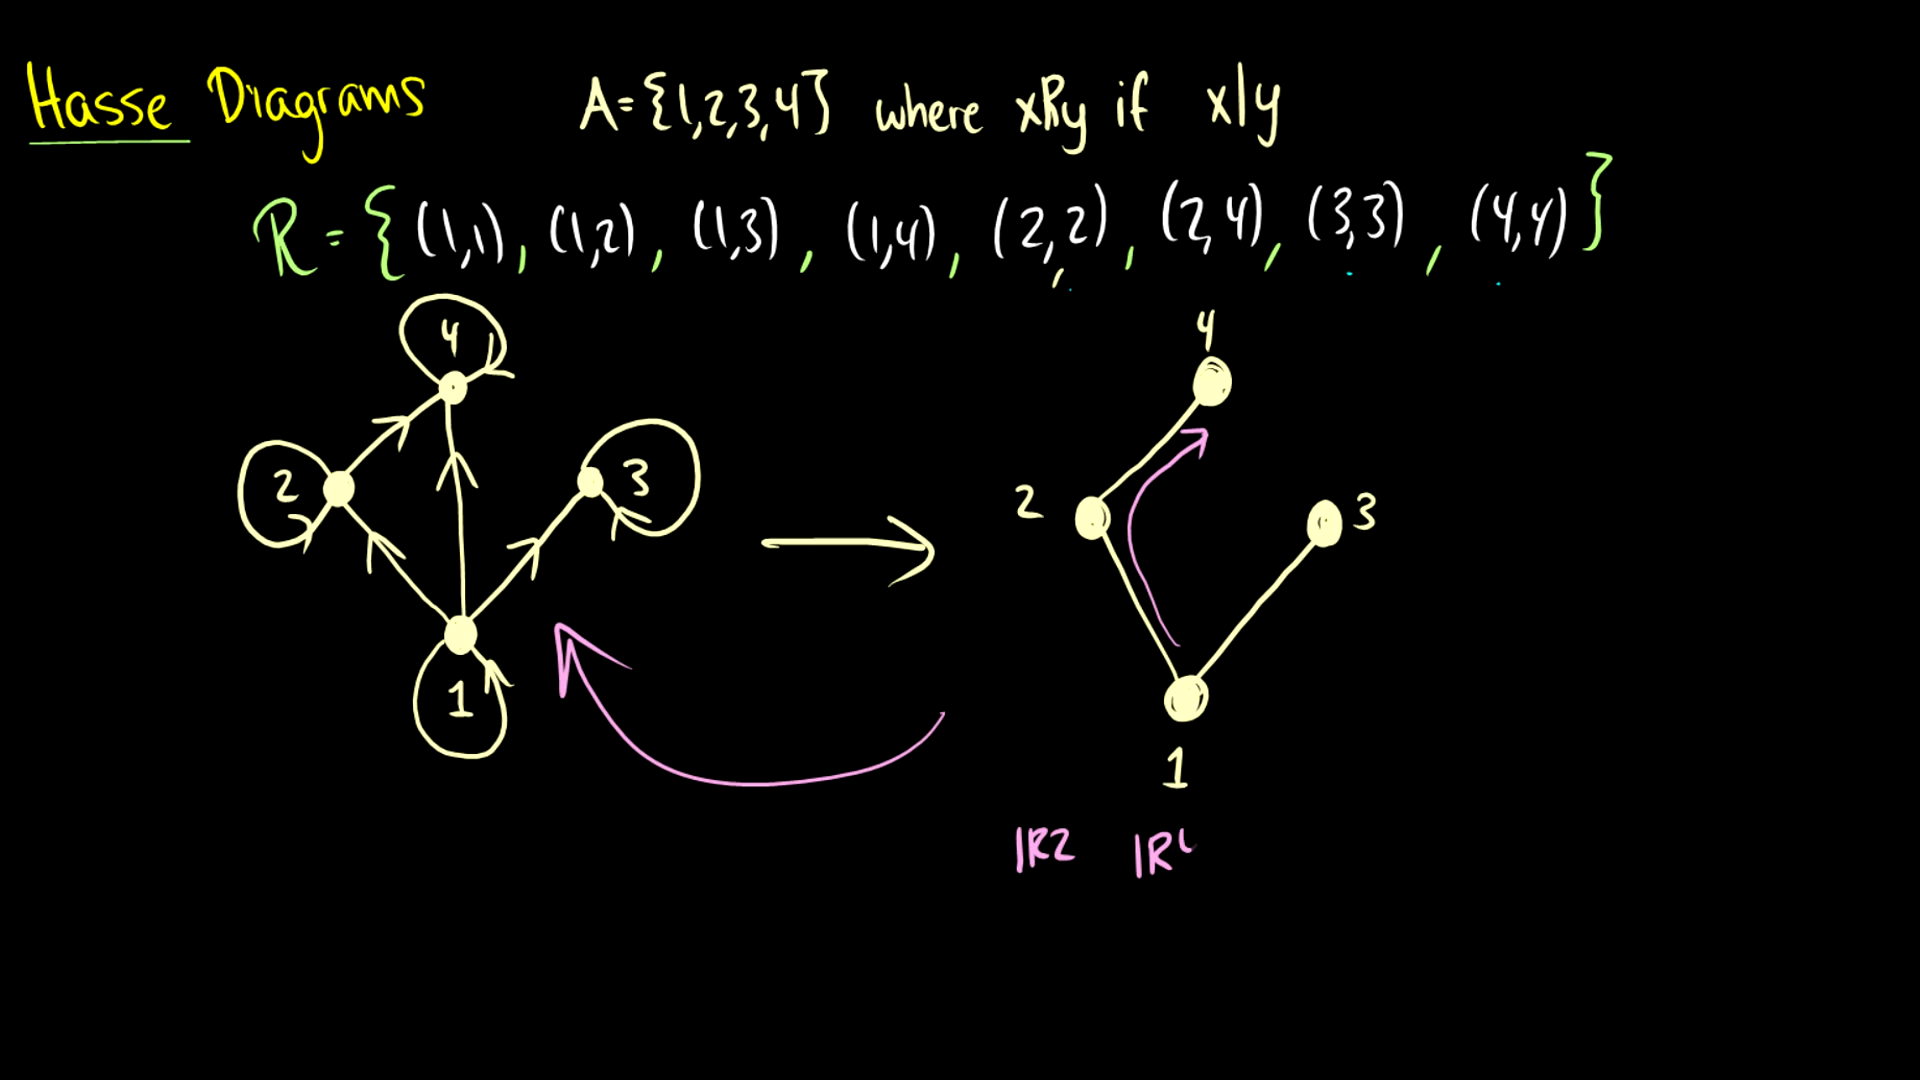 Hasse Diagrams A={1,2,3,4} where xRy if x|y
R={(1,1), (1,2), (1,3), (1,4), (2,2), (2,4), (3,3), (4,4)}
4
4
2
3
2
3
1
1
1R2 1R